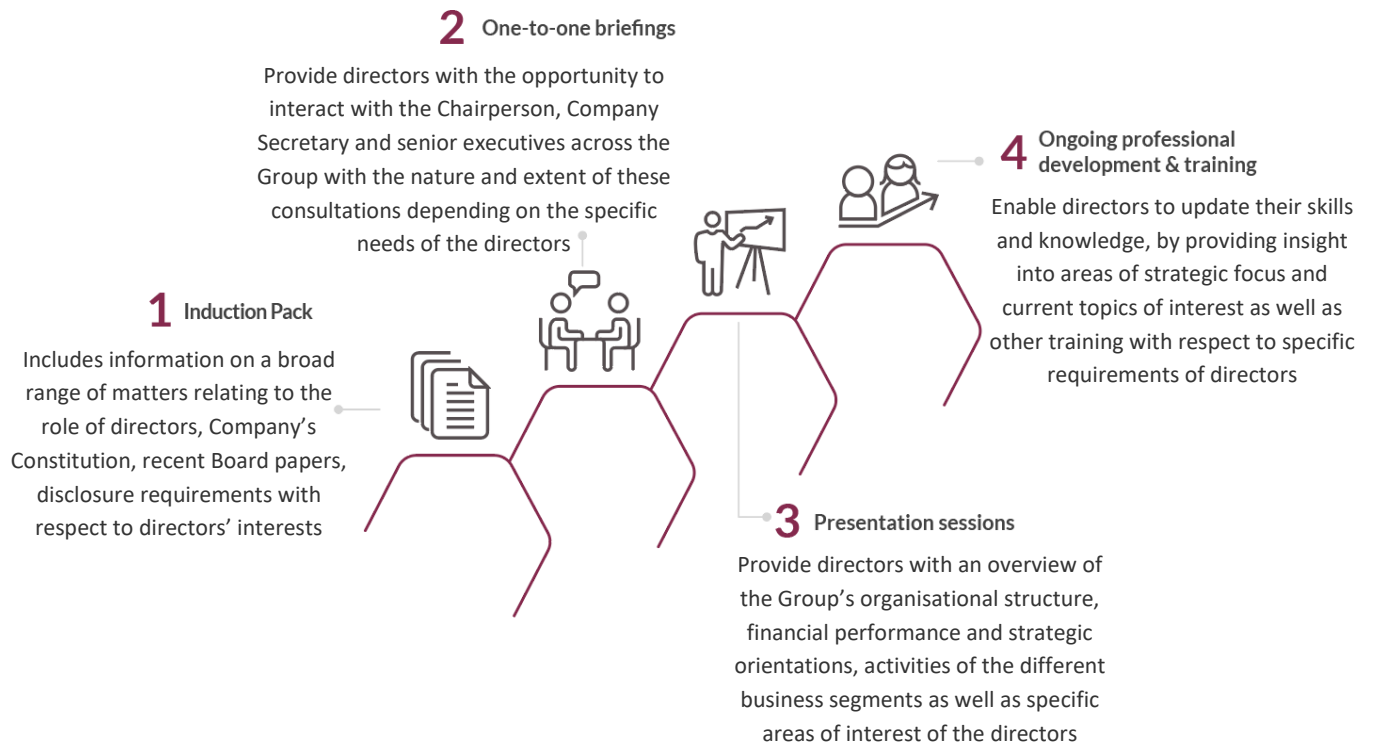 1 Induction Pack
Includes information on a broad
range of matters relating to the
role of directors, Company’s
Constitution, recent Board papers,
disclosure requirements with
respect to directors’ interests
2 One-to-one briefings
Provide directors with the opportunity to
interact with the Chairperson, Company
Secretary and senior executives across the
Group with the nature and extent of these
consultations depending on the specific
needs of the directors
3 Presentation sessions
Provide directors with an overview of
the Group’s organisational structure,
financial performance and strategic
orientations, activities of the different
business segments as well as specific
areas of interest of the directors
4 Ongoing professional
development & training
Enable directors to update their skills
and knowledge, by providing insight
into areas of strategic focus and
current topics of interest as well as
other training with respect to specific
requirements of directors